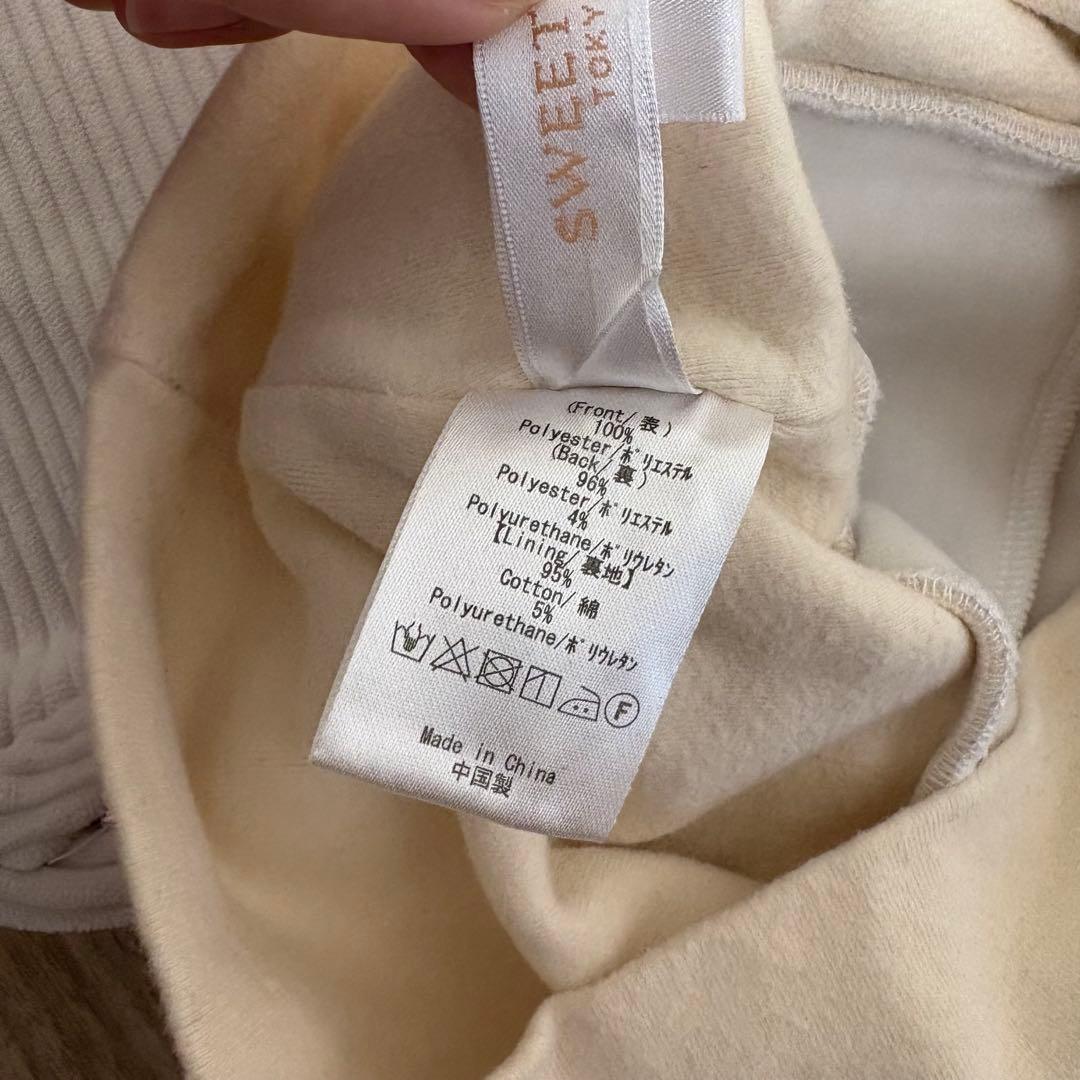 SWEET
TOKY
(Front/表)
100%
Polyester/ポリエステル
(Back/裏)
96%
Polyester/ポリエステル
4%
Polyurethane/ポリウレタン
【Lining/裏地】
95%
Cotton/綿
5%
Polyurethane/ポリウレタン
F
Made in China
中国製